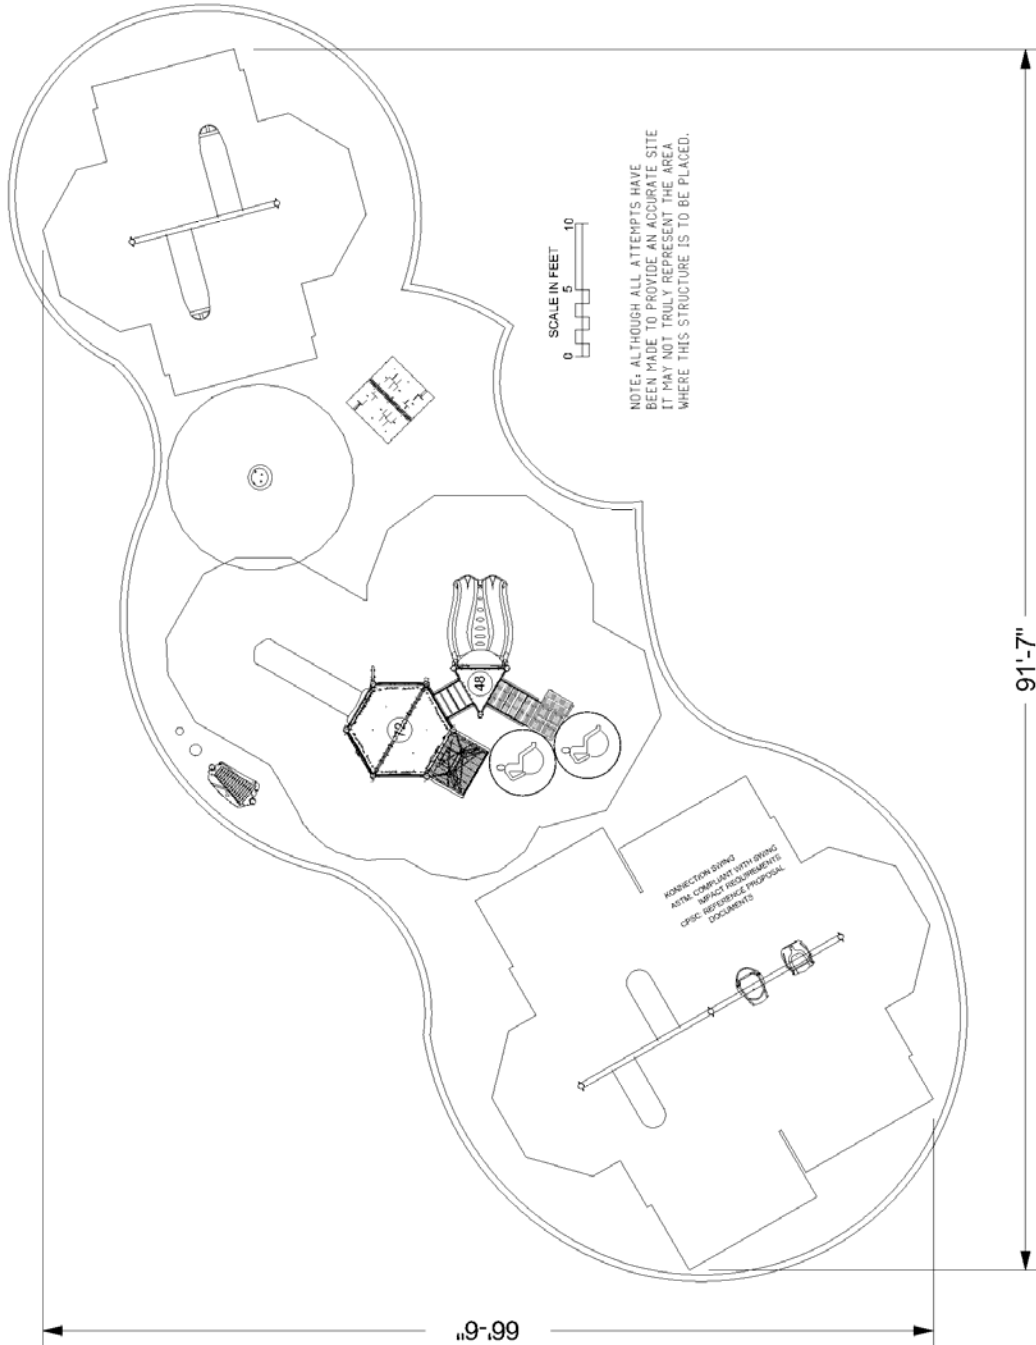 SCALE IN FEET
0 5 10
NOTE: ALTHOUGH ALL ATTEMPTS HAVE
BEEN MADE TO PROVIDE AN ACCURATE SITE
IT MAY NOT TRULY REPRESENT THE AREA
WHERE THIS STRUCTURE IS TO BE PLACED.
48
72
KONNECTION SWING
ASTM: COMPLIANT WITH SWING
IMPACT REQUIREMENTS
CPSC: REFERENCE PROPOSAL
DOCUMENTS
91'-7"
66'-9"